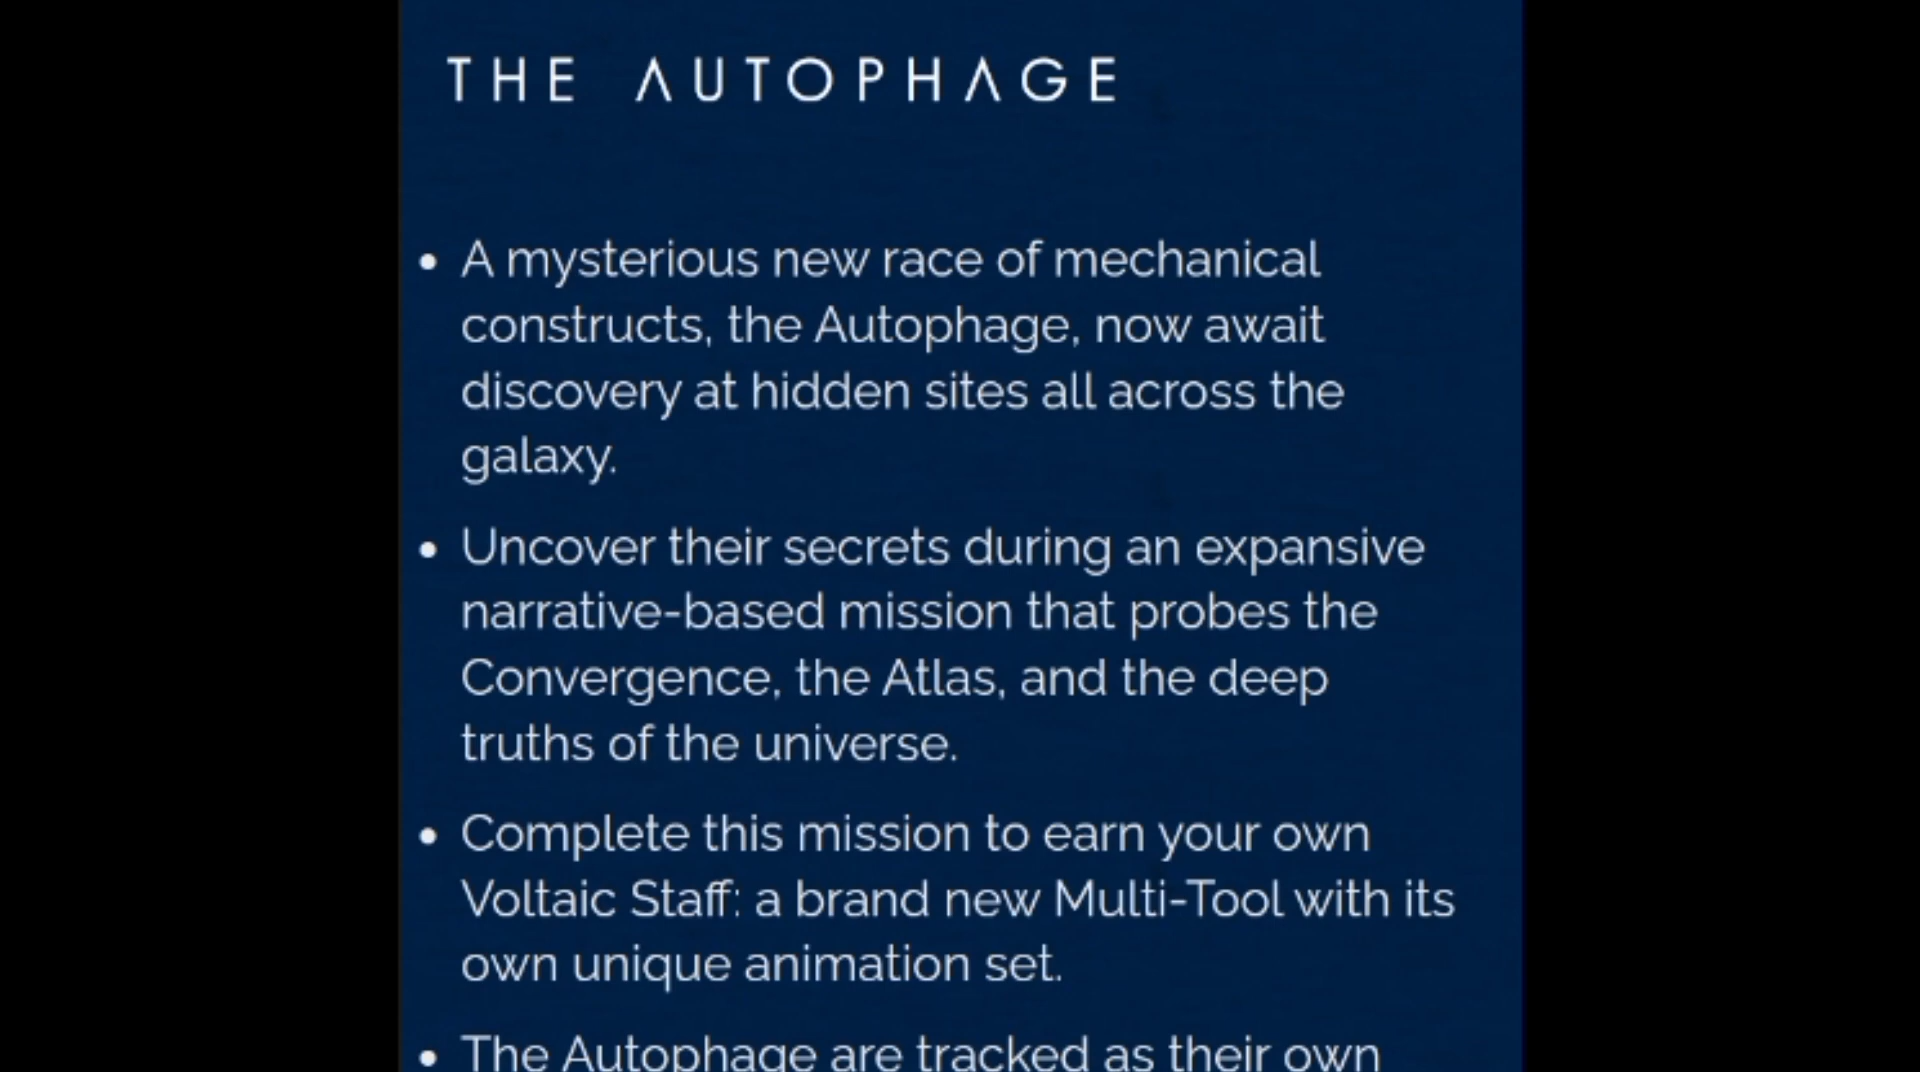 THE AUTOPHAGE
• A mysterious new race of mechanical
constructs, the Autophage, now await
discovery at hidden sites all across the
galaxy.
• Uncover their secrets during an expansive
narrative-based mission that probes the
Convergence, the Atlas, and the deep
truths of the universe.
• Complete this mission to earn your own
Voltaic Staff: a brand new Multi-Tool with its
own unique animation set.
• The Autophage are tracked as their own